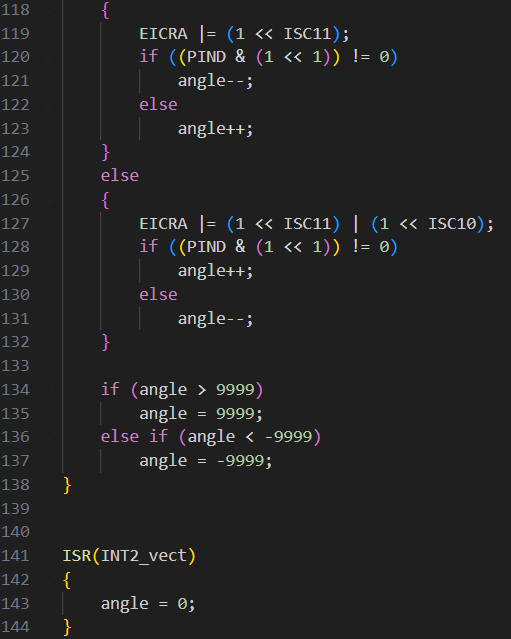 118 {
119 EICRA |= (1 << ISC11);
120 if ((PIND & (1 << 1)) != 0)
121 angle--;
122 else
123 angle++;
124 }
125 else
126 {
127 EICRA |= (1 << ISC11) | (1 << ISC10);
128 if ((PIND & (1 << 1)) != 0)
129 angle++;
130 else
131 angle--;
132 }
133
134 if (angle > 9999)
135 angle = 9999;
136 else if (angle < -9999)
137 angle = -9999;
138 }
139
140
141 ISR(INT2_vect)
142 {
143 angle = 0;
144 }